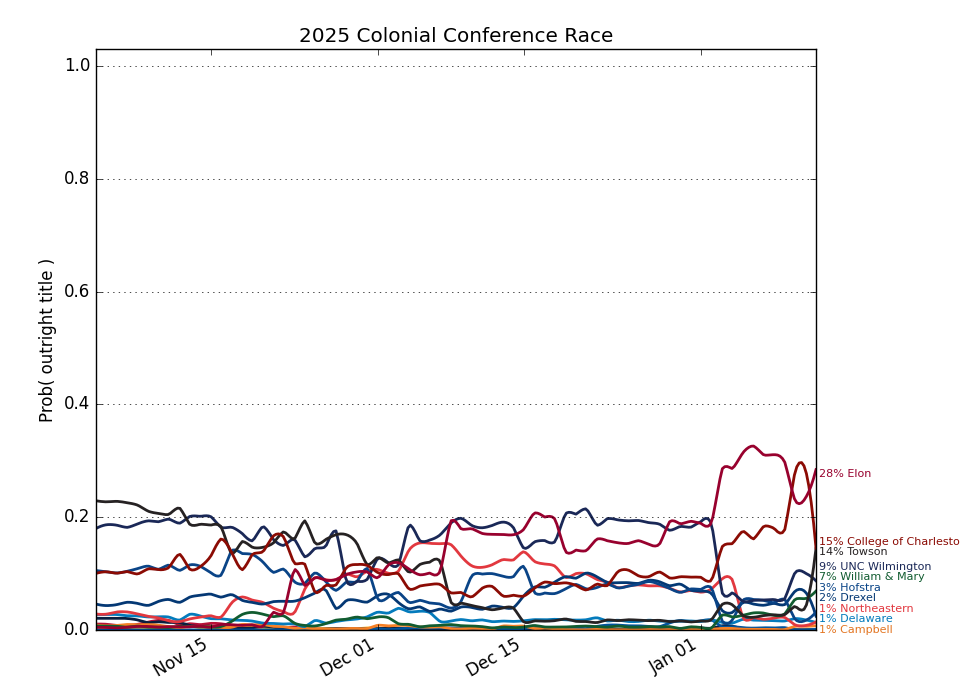 2025 Colonial Conference Race
Prob( outright title )
1.0
0.8
0.6
0.4
0.2
0.0
Nov 15
Dec 01
Dec 15
Jan 01
28% Elon
15% College of Charlesto
14% Towson
9% UNC Wilmington
7% William & Mary
3% Hofstra
2% Drexel
1% Northeastern
1% Delaware
1% Campbell